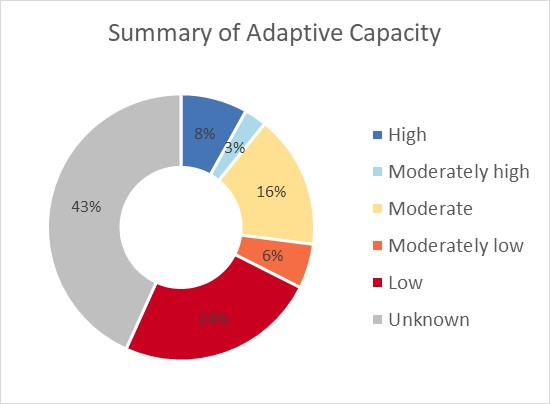 Summary of Adaptive Capacity
8%
3%
16%
6%
24%
43%
High
Moderately high
Moderate
Moderately low
Low
Unknown